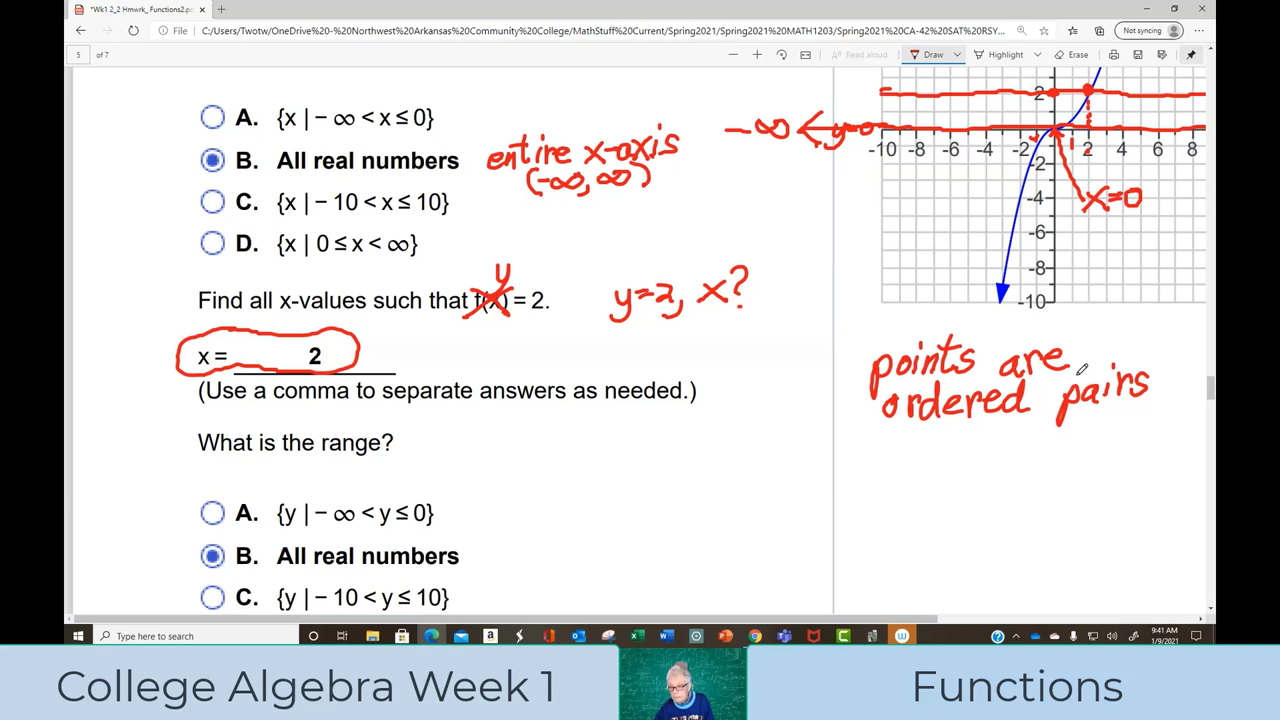 *Wk1 2_2 Hmwrk_ Functions2.pdf
File | C:/Users/Twotw/OneDrive%20-%20Northwest%20Arkansas%20Community%20College/MathStuff%20Current/Spring2021/Spring2021%20MATH1203/Spring2021%20CA-42%20SAT%20RSY...
Not syncing
5 of 7
Read aloud
Draw
Highlight
Erase
A. {x | − ∞ < x ≤ 0}
B. All real numbers
C. {x | − 10 < x ≤ 10}
D. {x | 0 ≤ x < ∞}
entire x-axis is
(-∞, ∞)
Find all x-values such that f(x) = 2.
y
y=2, x?
x = 2
(Use a comma to separate answers as needed.)
What is the range?
A. {y | − ∞ < y ≤ 0}
B. All real numbers
C. {y | − 10 < y ≤ 10}
-∞ y=0
2
-10 -8 -6 -4 -2 2 4 6 8
-2
-4
-6
-8
-10
x=0
points are
ordered pairs
Type here to search
9:41 AM
1/9/2021
College Algebra Week 1
Functions